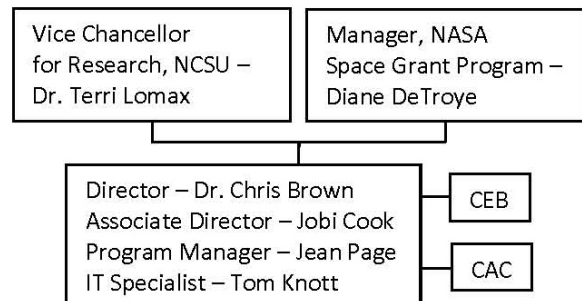 Vice Chancellor
for Research, NCSU –
Dr. Terri Lomax
Manager, NASA
Space Grant Program –
Diane DeTroye
Director – Dr. Chris Brown
Associate Director – Jobi Cook
Program Manager – Jean Page
IT Specialist – Tom Knott
CEB
CAC